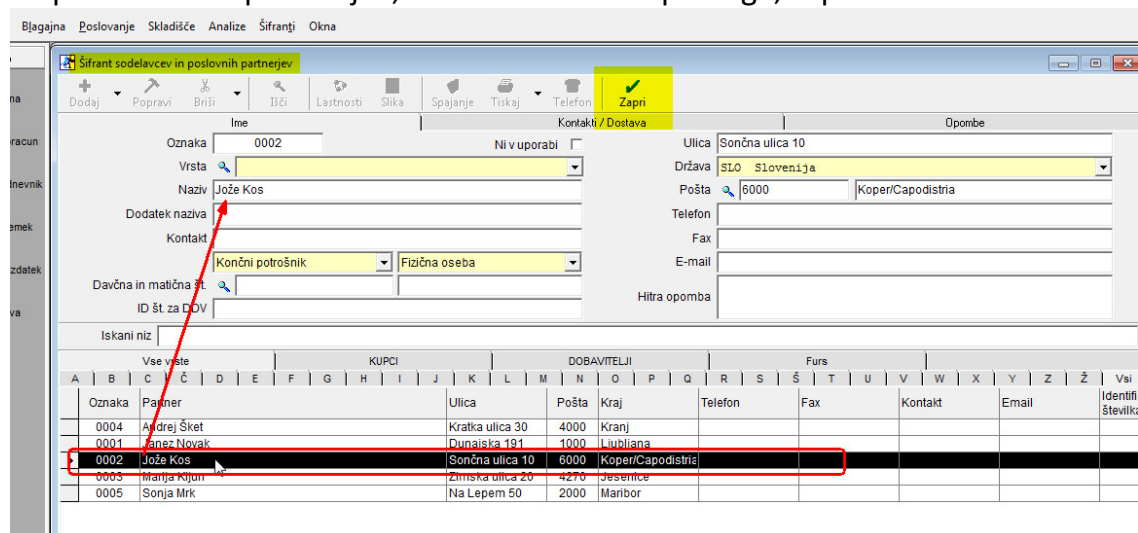 Blagajna Poslovanje Skladišče Analize Šifranti Okna
Šifrant sodelavcev in poslovnih partnerjev
Dodaj Popravi Briši Išči Lastnosti Slika Spajanje Tiskaj Telefon Zapri
Ime Kontakti / Dostava Opombe
Oznaka 0002 Ni v uporabi Ulica Sončna ulica 10
Vrsta Država SLO Slovenija
Naziv Jože Kos Pošta 6000 Koper/Capodistria
Dodatek naziva Telefon
Kontakt Fax
Končni potrošnik Fizična oseba E-mail
Davčna in matična št. Hitra opomba
ID št. za DDV
Iskani niz
Vse vrste KUPCI DOBAVITELJI Furs
A B C Č D E F G H I J K L M N O P Q R S Š T U V W X Y Z Ž Vsi
Oznaka Partner Ulica Pošta Kraj Telefon Fax Kontakt Email
0004 Andrej Šket Kratka ulica 30 4000 Kranj
0001 Janez Novak Dunajska 191 1000 Ljubljana
0002 Jože Kos Sončna ulica 10 6000 Koper/Capodistria
0003 Marija Kljun Zimska ulica 20 4270 Jesenice
0005 Sonja Mrk Na Lepem 50 2000 Maribor